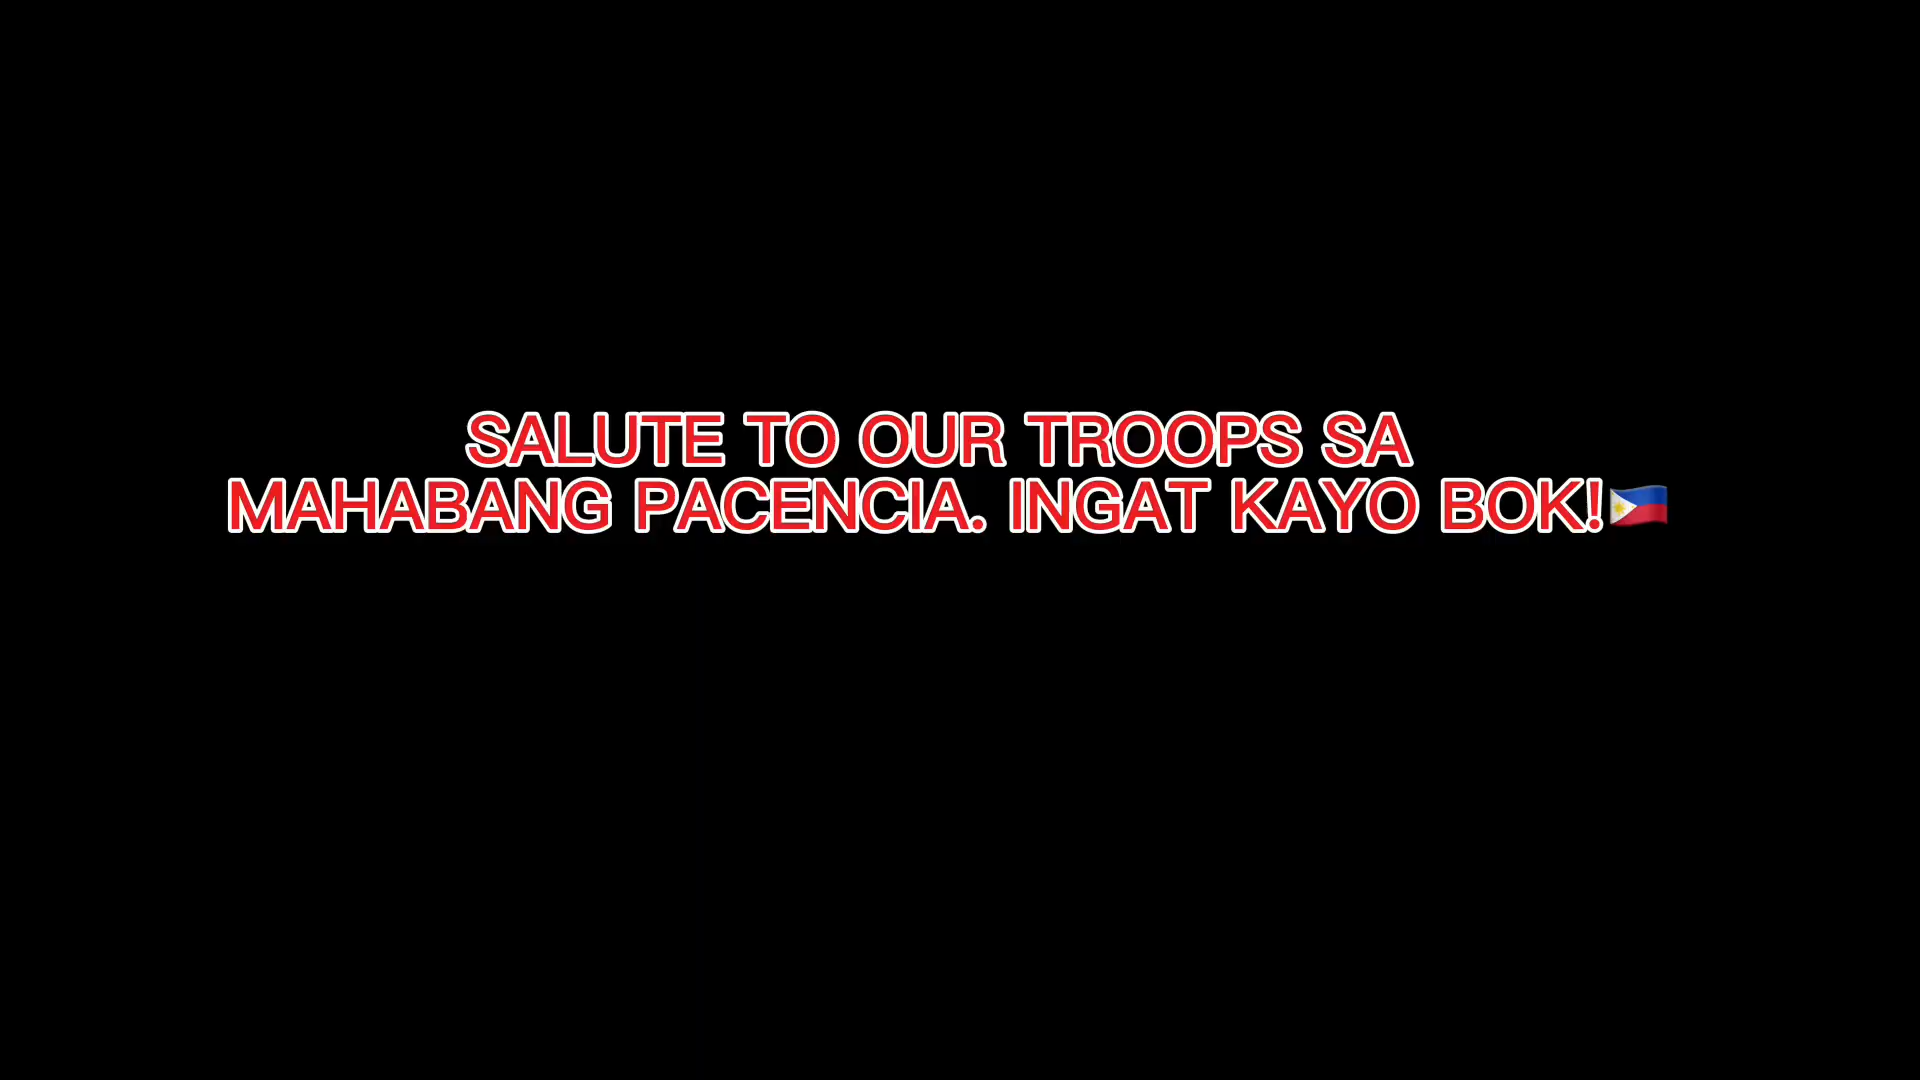 SALUTE TO OUR TROOPS SA
MAHABANG PACENCIA. INGAT KAYO BOK!🇵🇭